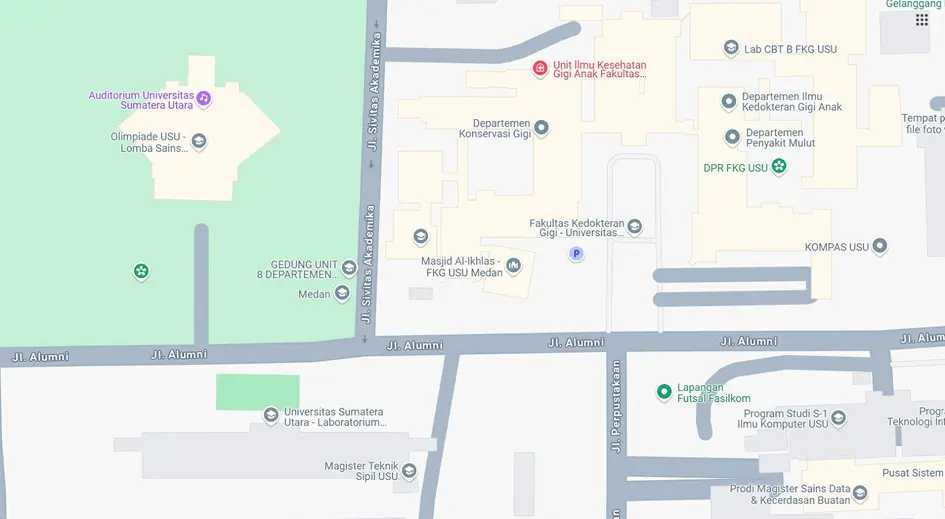 Gelanggang
Jl. Sivitas Akademika
Lab CBT B FKG USU
Unit Ilmu Kesehatan
Gigi Anak Fakultas...
Auditorium Universitas
Sumatera Utara
Departemen Ilmu
Kedokteran Gigi Anak
Departemen
Konservasi Gigi
Tempat
file foto
Olimpiade USU -
Lomba Sains...
Departemen
Penyakit Mulut
DPR FKG USU
Jl. Sivitas Akademika
Fakultas Kedokteran
Gigi - Universitas...
KOMPAS USU
P
GEDUNG UNIT
8 DEPARTEMEN...
Masjid Al-Ikhlas -
FKG USU Medan
Medan
Jl. Alumni
Jl. Alumni
Jl. Alumni
Jl. Alumni
Jl. Alumni
Jl. Perpustakaan
Lapangan
Futsal Fasilkom
Universitas Sumatera
Utara - Laboratorium...
Program Studi S-1
Ilmu Komputer USU
Teknologi
Magister Teknik
Sipil USU
Pusat Sistem
Prodi Magister Sains Data
& Kecerdasan Buatan